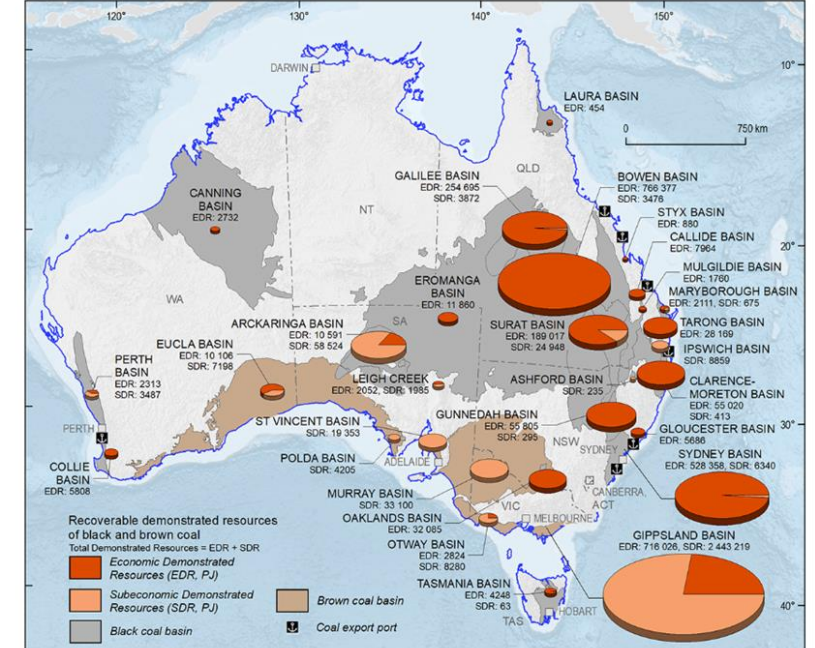 120°
130°
140°
150°
10°
20°
30°
40°
DARWIN
LAURA BASIN
EDR: 454
0
750 km
QLD
GALILEE BASIN
EDR: 254 695
SDR: 3872
BOWEN BASIN
EDR: 766 377
SDR: 3476
CANNING
BASIN
EDR: 2732
NT
STYX BASIN
EDR: 880
CALLIDE BASIN
EDR: 7964
MULGILDIE BASIN
EDR: 1760
EROMANGA
BASIN
EDR: 11 860
MARYBOROUGH BASIN
EDR: 2111, SDR: 675
WA
SA
ARCKARINGA BASIN
EDR: 10 591
SDR: 58 524
SURAT BASIN
EDR: 189 017
SDR: 24 948
TARONG BASIN
EDR: 28 169
EUCLA BASIN
EDR: 10 106
SDR: 7198
IPSWICH BASIN
SDR: 8859
PERTH
BASIN
EDR: 2313
SDR: 3487
LEIGH CREEK
EDR: 2052, SDR: 1985
ASHFORD BASIN
SDR: 235
CLARENCE-
MORETON BASIN
EDR: 55 020
SDR: 413
GUNNEDAH BASIN
EDR: 55 805
SDR: 295
ST VINCENT BASIN
SDR: 19 353
PERTH
GLOUCESTER BASIN
EDR: 5686
NSW
SYDNEY
POLDA BASIN
SDR: 4205
ADELAIDE
SYDNEY BASIN
EDR: 528 358, SDR: 6340
COLLIE
BASIN
EDR: 5808
MURRAY BASIN
SDR: 33 100
CANBERRA
ACT
VIC
OAKLANDS BASIN
EDR: 32 085
MELBOURNE
GIPPSLAND BASIN
EDR: 716 026, SDR: 2 443 219
OTWAY BASIN
EDR: 2824
SDR: 8280
TASMANIA BASIN
EDR: 4248
SDR: 63
HOBART
TAS
Recoverable demonstrated resources
of black and brown coal
Total Demonstrated Resources = EDR + SDR
Economic Demonstrated
Resources (EDR, PJ)
Subeconomic Demonstrated
Resources (SDR, PJ)
Black coal basin
Brown coal basin
Coal export port